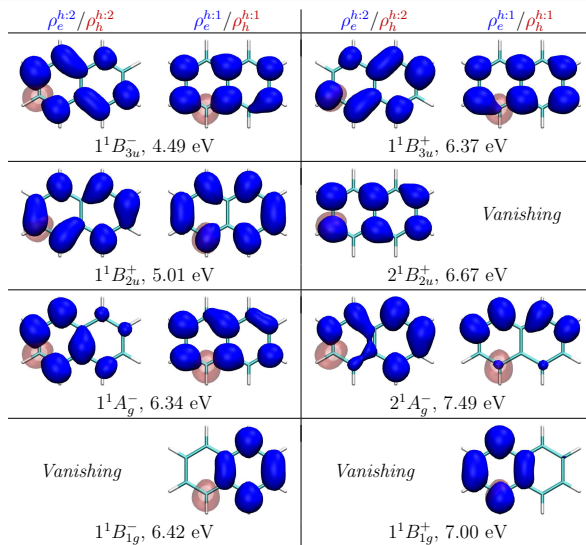 ρ_e^{h:2}/ρ_h^{h:2} ρ_e^{h:1}/ρ_h^{h:1} ρ_e^{h:2}/ρ_h^{h:2} ρ_e^{h:1}/ρ_h^{h:1}
1^1B_{3u}^-, 4.49 eV 1^1B_{3u}^+, 6.37 eV
Vanishing
1^1B_{2u}^+, 5.01 eV 2^1B_{2u}^+, 6.67 eV
1^1A_g^-, 6.34 eV 2^1A_g^-, 7.49 eV
Vanishing Vanishing
1^1B_{1g}^-, 6.42 eV 1^1B_{1g}^+, 7.00 eV